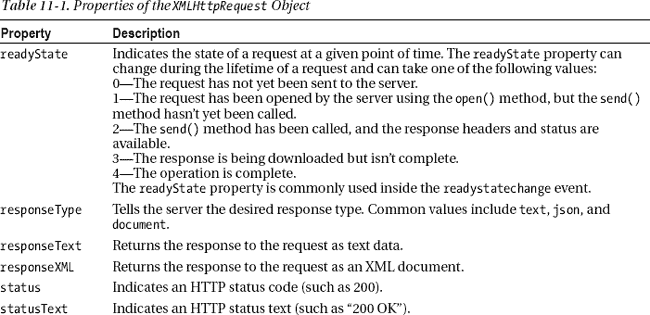 Table 11-1. Properties of the XMLHttpRequest Object
Property Description
readyState Indicates the state of a request at a given point of time. The readyState property can
change during the lifetime of a request and can take one of the following values:
0—The request has not yet been sent to the server.
1—The request has been opened by the server using the open() method, but the send()
method hasn't yet been called.
2—The send() method has been called, and the response headers and status are
available.
3—The response is being downloaded but isn't complete.
4—The operation is complete.
The readyState property is commonly used inside the readystatechange event.
responseType Tells the server the desired response type. Common values include text, json, and
document.
responseText Returns the response to the request as text data.
responseXML Returns the response to the request as an XML document.
status Indicates an HTTP status code (such as 200).
statusText Indicates an HTTP status text (such as “200 OK”).